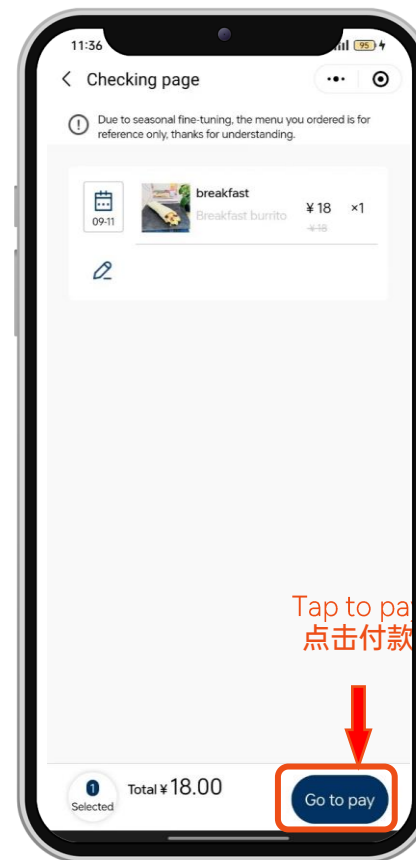 11:36
95
Checking page
Due to seasonal fine-tuning, the menu you ordered is for
reference only, thanks for understanding.
breakfast
Breakfast burrito
¥18 ×1
¥18
09-11
Tap to pay
点击付款
1
Selected
Total ¥18.00
Go to pay